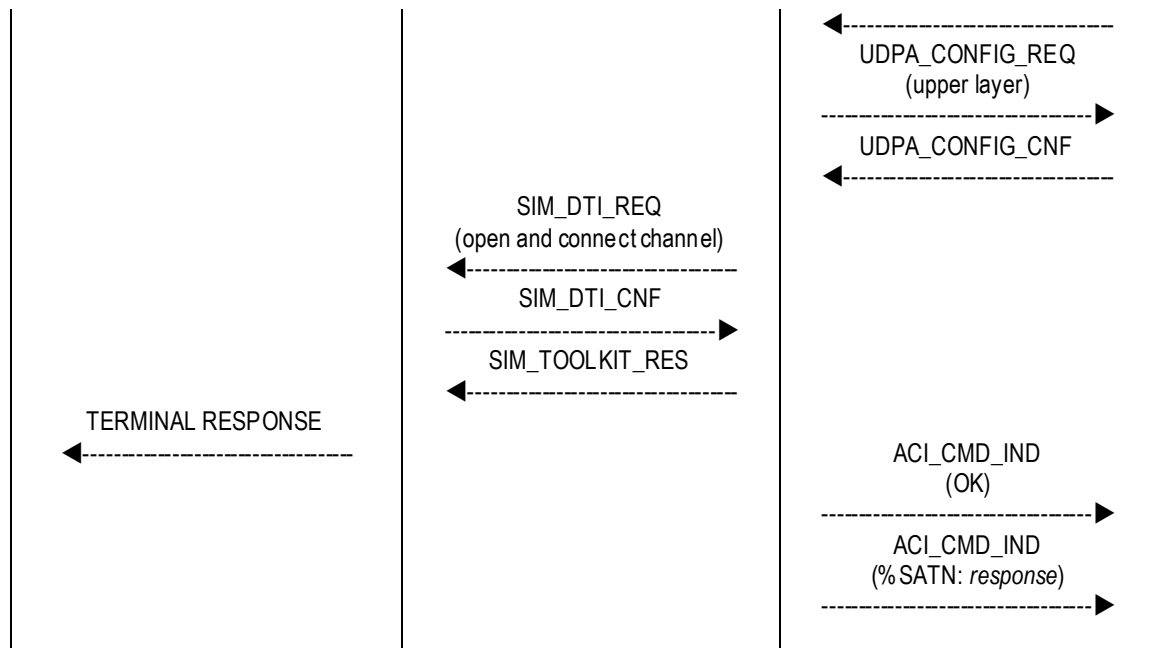 UDPA_CONFIG_REQ
(upper layer)
UDPA_CONFIG_CNF
SIM_DTI_REQ
(open and connect channel)
SIM_DTI_CNF
SIM_TOOLKIT_RES
TERMINAL RESPONSE
ACI_CMD_IND
(OK)
ACI_CMD_IND
(%SATN: response)